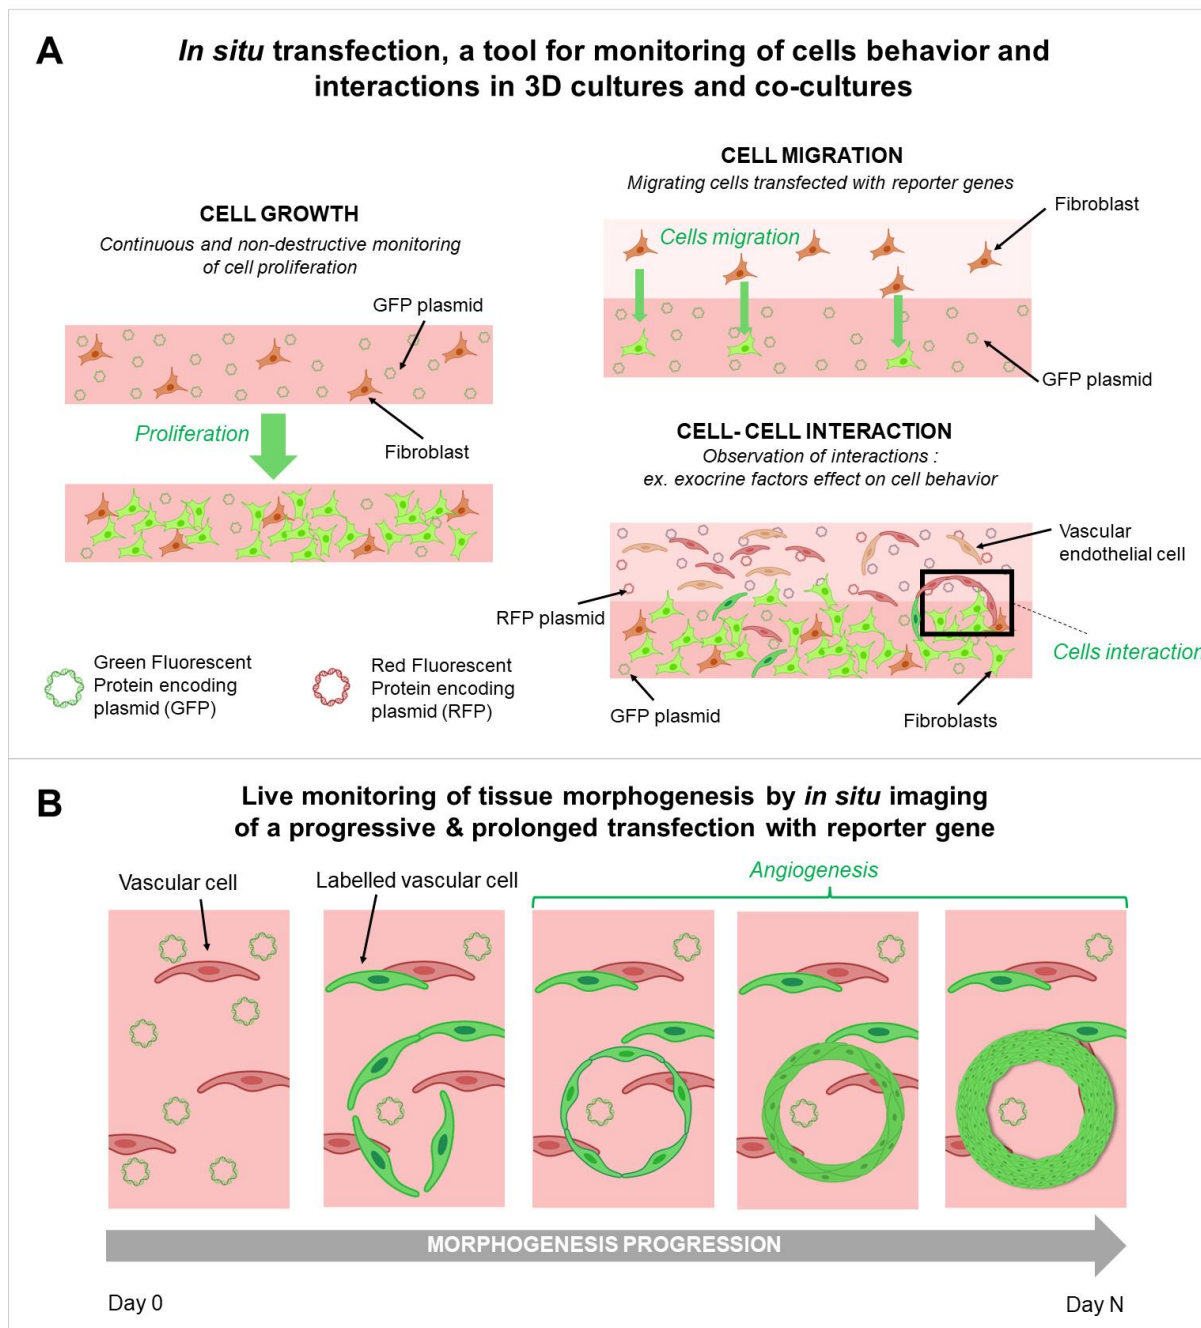 A
In situ transfection, a tool for monitoring of cells behavior and
interactions in 3D cultures and co-cultures
CELL GROWTH
Continuous and non-destructive monitoring
of cell proliferation
GFP plasmid
Proliferation
Fibroblast
Green Fluorescent
Protein encoding
plasmid (GFP)
Red Fluorescent
Protein encoding
plasmid (RFP)
CELL MIGRATION
Migrating cells transfected with reporter genes
Fibroblast
Cells migration
GFP plasmid
CELL- CELL INTERACTION
Observation of interactions :
ex. exocrine factors effect on cell behavior
Vascular
endothelial cell
RFP plasmid
Cells interaction
GFP plasmid
Fibroblasts
B
Live monitoring of tissue morphogenesis by in situ imaging
of a progressive & prolonged transfection with reporter gene
Vascular cell
Labelled vascular cell
Angiogenesis
MORPHOGENESIS PROGRESSION
Day 0
Day N